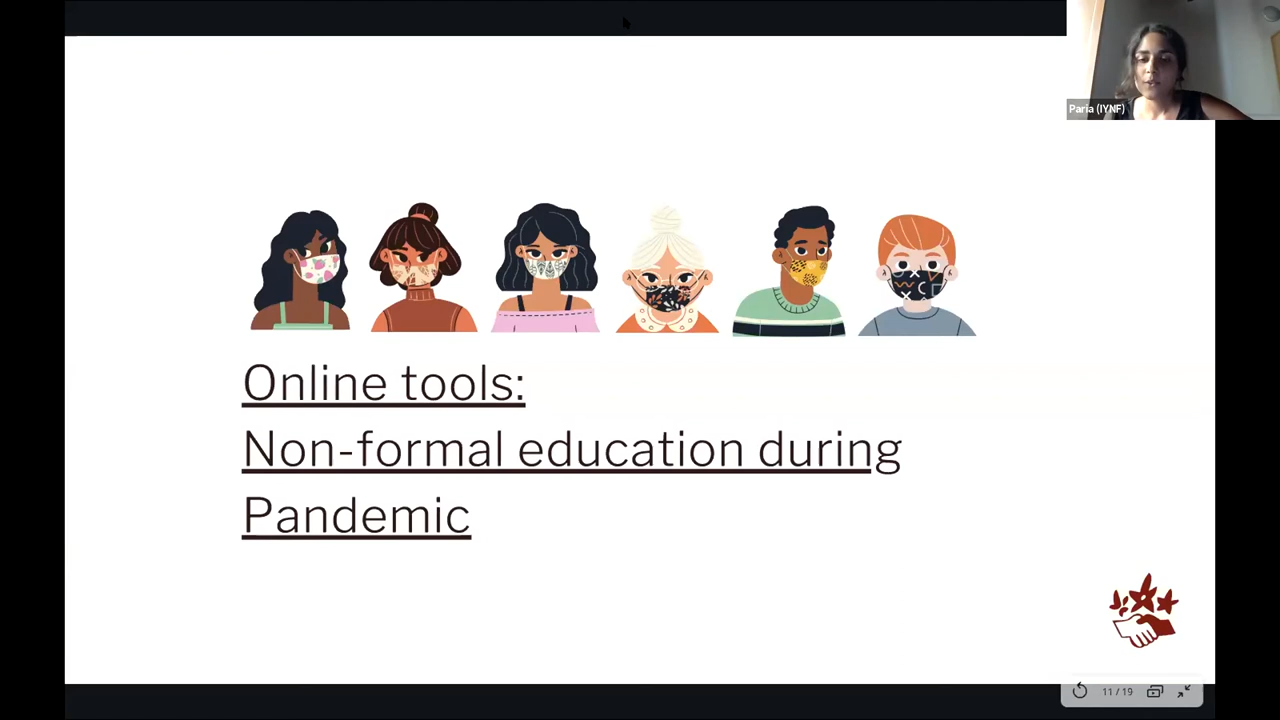 Paria (IYNF)
Online tools:
Non-formal education during
Pandemic
11 / 19